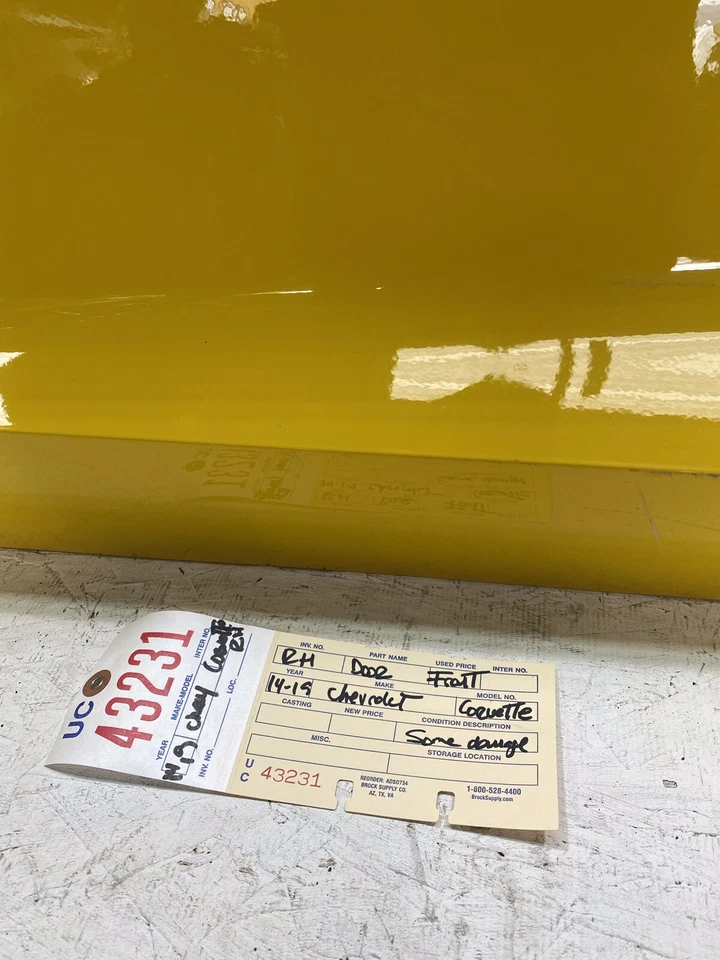 UC
43231
YEAR MAKE-MODEL INTER NO.
14-19 Chevy Corvette
INV. NO. LOC.
RH
INV. NO. PART NAME USED PRICE INTER NO.
RH Door Front
YEAR MAKE MODEL NO.
14-19 Chevrolet Corvette
CASTING NEW PRICE CONDITION DESCRIPTION
Some damage
MISC. STORAGE LOCATION
UC 43231
REORDER: ADS0734
BROCK SUPPLY CO.
AZ, TX, VA
1-800-528-4400
BrockSupply.com